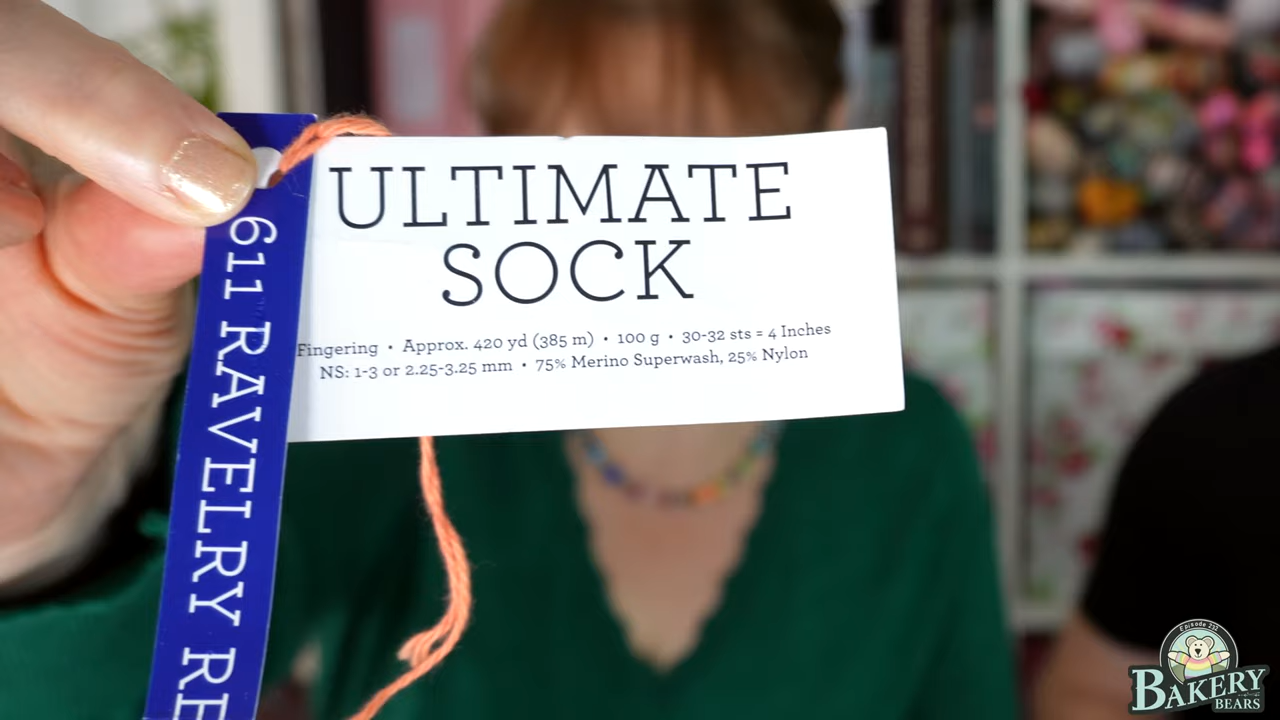 ULTIMATE
SOCK
Fingering • Approx. 420 yd (385 m) • 100 g • 30-32 sts = 4 Inches
NS: 1-3 or 2.25-3.25 mm • 75% Merino Superwash, 25% Nylon
611 RAVELRY RE
Episode 252
BAKERY
BEARS